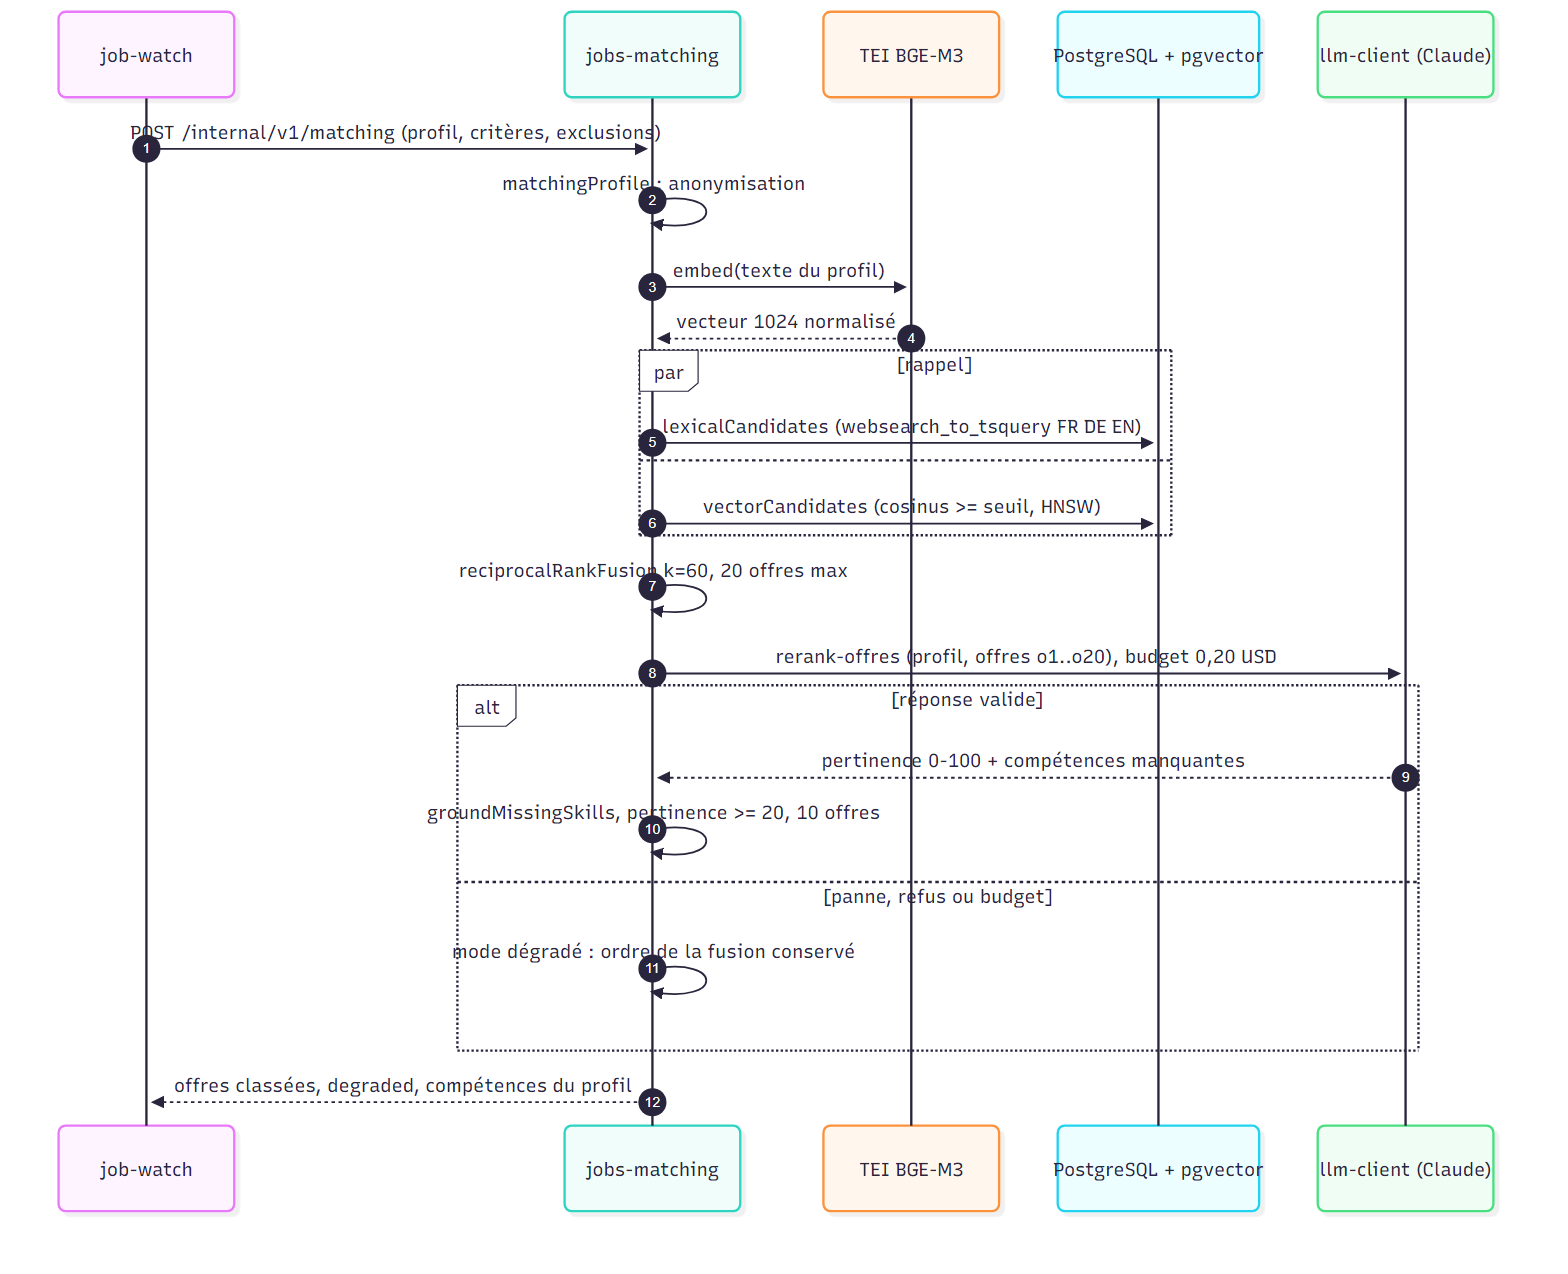 job-watch
jobs-matching
TEI BGE-M3
PostgreSQL + pgvector
llm-client (Claude)
POST /internal/v1/matching (profil, critères, exclusions)
1
matchingProfile : anonymisation
2
embed(texte du profil)
3
vecteur 1024 normalisé
4
par
[rappel]
lexicalCandidates (websearch_to_tsquery FR DE EN)
5
vectorCandidates (cosinus >= seuil, HNSW)
6
reciprocalRankFusion k=60, 20 offres max
7
rerank-offres (profil, offres o1..o20), budget 0,20 USD
8
alt
[réponse valide]
pertinence 0-100 + compétences manquantes
9
groundMissingSkills, pertinence >= 20, 10 offres
10
[panne, refus ou budget]
mode dégradé : ordre de la fusion conservé
11
offres classées, degraded, compétences du profil
12
job-watch
jobs-matching
TEI BGE-M3
PostgreSQL + pgvector
llm-client (Claude)